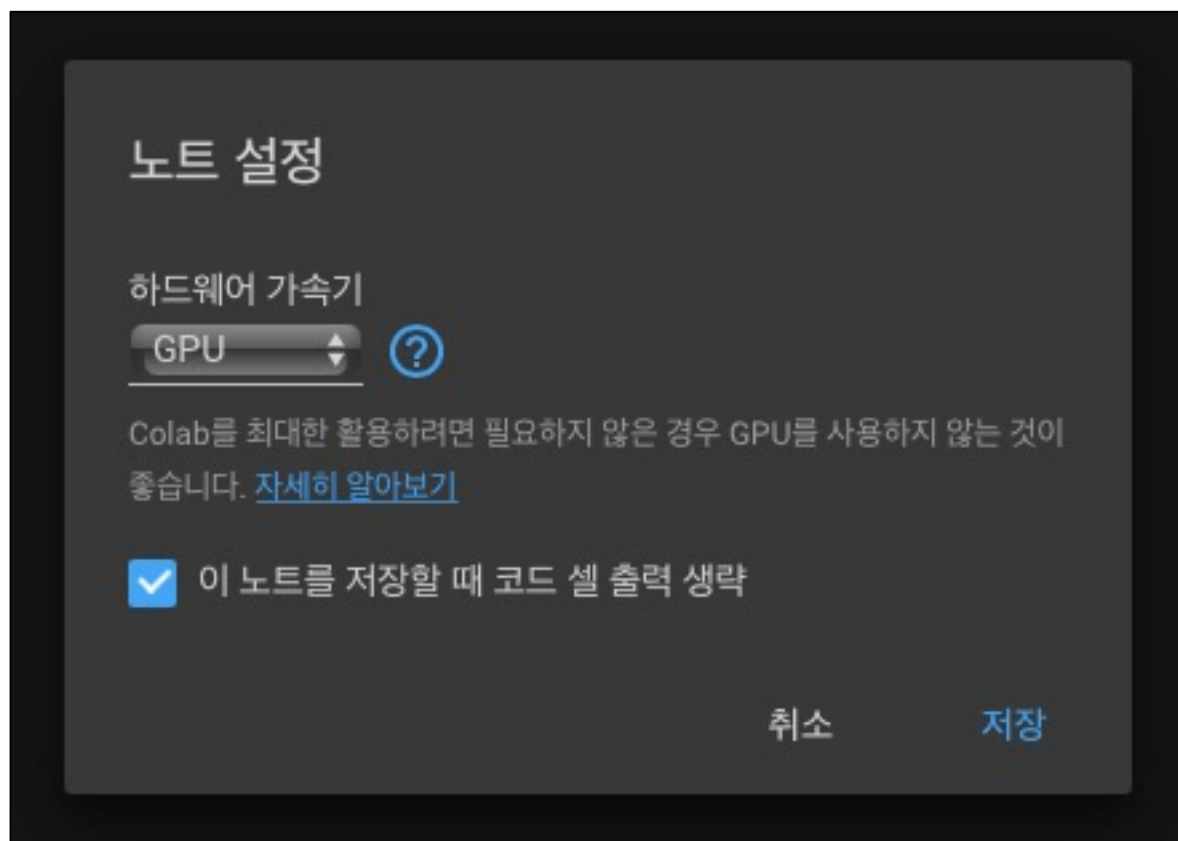 노트 설정
하드웨어 가속기
GPU
Colab를 최대한 활용하려면 필요하지 않은 경우 GPU를 사용하지 않는 것이
좋습니다. 자세히 알아보기
이 노트를 저장할 때 코드 셀 출력 생략
취소 저장